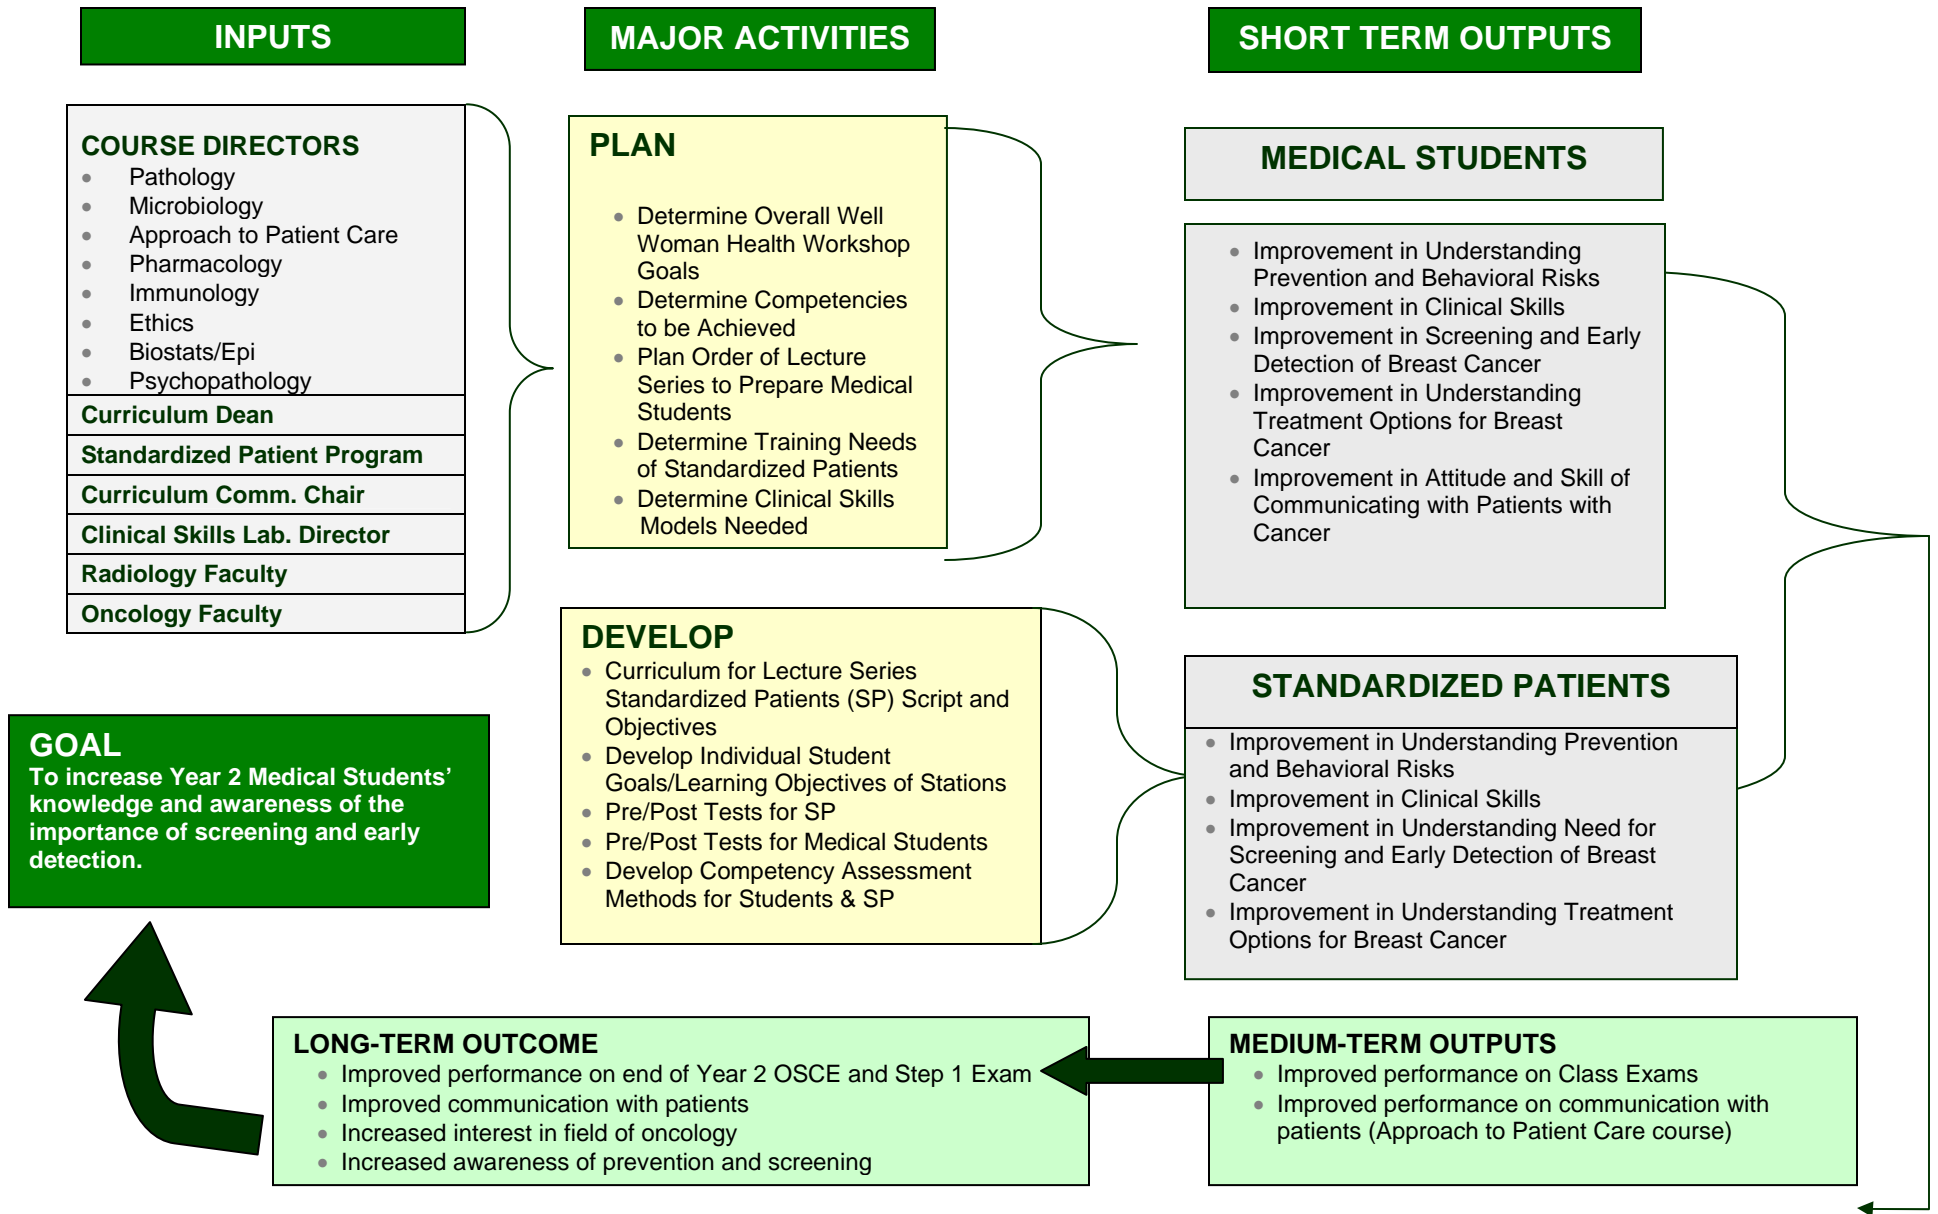 INPUTS
MAJOR ACTIVITIES
SHORT TERM OUTPUTS
COURSE DIRECTORS
• Pathology
• Microbiology
• Approach to Patient Care
• Pharmacology
• Immunology
• Ethics
• Biostats/Epi
• Psychopathology
Curriculum Dean
Standardized Patient Program
Curriculum Comm. Chair
Clinical Skills Lab. Director
Radiology Faculty
Oncology Faculty
PLAN
• Determine Overall Well
Woman Health Workshop
Goals
• Determine Competencies
to be Achieved
• Plan Order of Lecture
Series to Prepare Medical
Students
• Determine Training Needs
of Standardized Patients
• Determine Clinical Skills
Models Needed
DEVELOP
• Curriculum for Lecture Series
Standardized Patients (SP) Script and
Objectives
• Develop Individual Student
Goals/Learning Objectives of Stations
• Pre/Post Tests for SP
• Pre/Post Tests for Medical Students
• Develop Competency Assessment
Methods for Students & SP
MEDICAL STUDENTS
• Improvement in Understanding
Prevention and Behavioral Risks
• Improvement in Clinical Skills
• Improvement in Screening and Early
Detection of Breast Cancer
• Improvement in Understanding
Treatment Options for Breast
Cancer
• Improvement in Attitude and Skill of
Communicating with Patients with
Cancer
STANDARDIZED PATIENTS
• Improvement in Understanding Prevention
and Behavioral Risks
• Improvement in Clinical Skills
• Improvement in Understanding Need for
Screening and Early Detection of Breast
Cancer
• Improvement in Understanding Treatment
Options for Breast Cancer
MEDIUM-TERM OUTPUTS
• Improved performance on Class Exams
• Improved performance on communication with
patients (Approach to Patient Care course)
LONG-TERM OUTCOME
• Improved performance on end of Year 2 OSCE and Step 1 Exam
• Improved communication with patients
• Increased interest in field of oncology
• Increased awareness of prevention and screening
GOAL
To increase Year 2 Medical Students’
knowledge and awareness of the
importance of screening and early
detection.